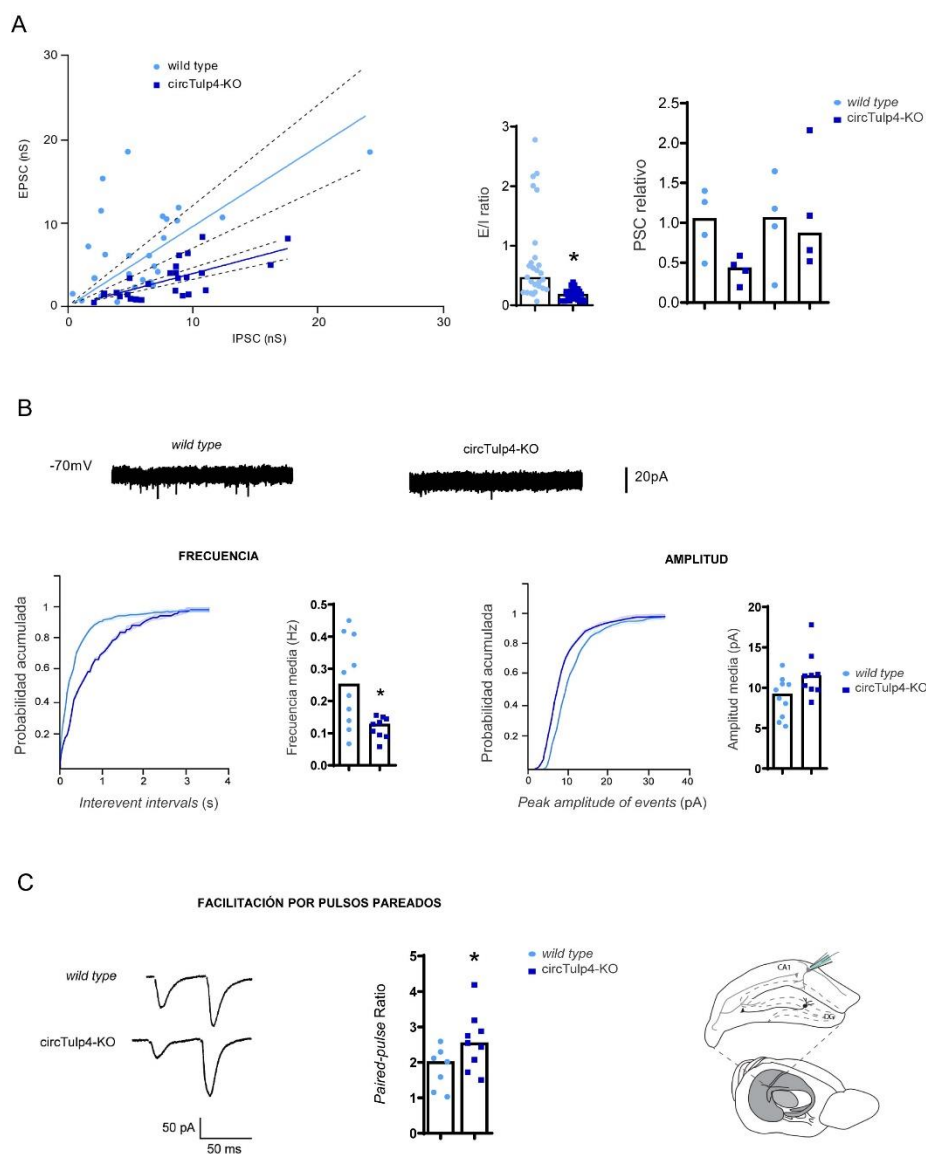 A
30
20
10
0
EPSC (nS)
0
10
20
30
IPSC (nS)
wild type
circTulp4-KO
3
2
1
0
E/I ratio
*
2.5
2.0
1.5
1.0
0.5
0.0
PSC relativo
wild type
circTulp4-KO
B
-70mV
wild type
circTulp4-KO
20pA
FRECUENCIA
1
0.8
0.6
0.4
0.2
Probabilidad acumulada
0
1
2
3
4
Interevent intervals (s)
0.5
0.4
0.3
0.2
0.1
0.0
Frecuencia media (Hz)
*
AMPLITUD
1
0.8
0.6
0.4
0.2
Probabilidad acumulada
0
10
20
30
40
Peak amplitude of events (pA)
20
15
10
5
0
Amplitud media (pA)
wild type
circTulp4-KO
C
FACILITACIÓN POR PULSOS PAREADOS
wild type
circTulp4-KO
50 pA
50 ms
5
4
3
2
1
0
Paired-pulse Ratio
*
wild type
circTulp4-KO
CA1